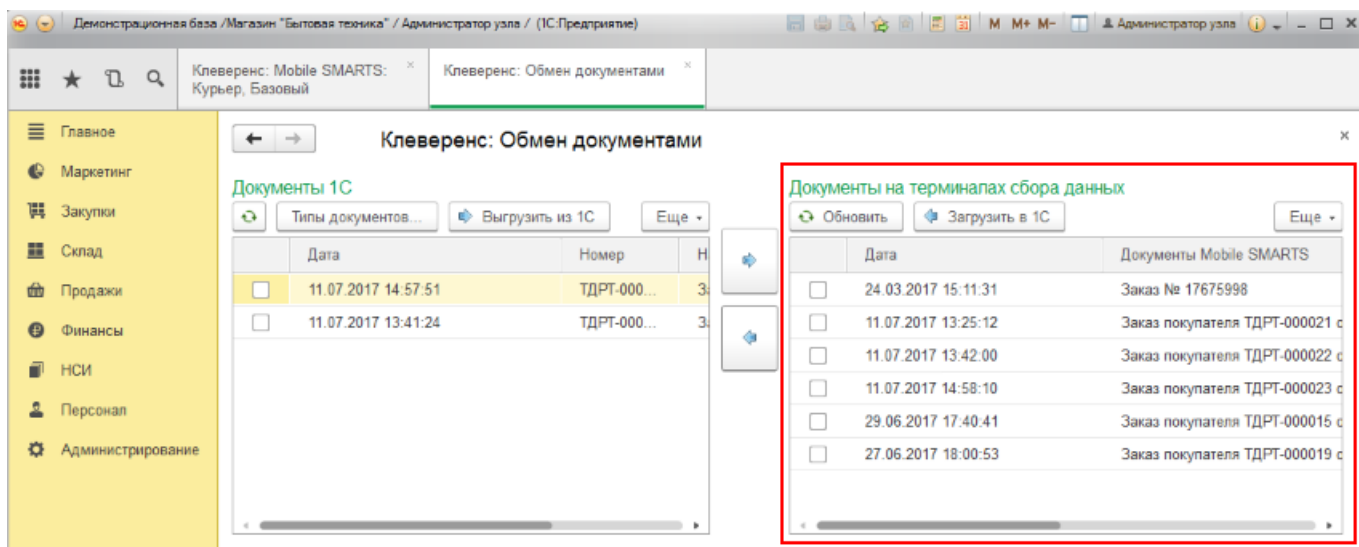 Демонстрационная база /Магазин "Бытовая техника" / Администратор узла / (1С:Предприятие)
M M+ M- Администратор узла
Клеверенс: Mobile SMARTS:
Курьер, Базовый
Клеверенс: Обмен документами
Главное
Маркетинг
Закупки
Склад
Продажи
Финансы
НСИ
Персонал
Администрирование
Клеверенс: Обмен документами
Документы 1С
Типы документов... Выгрузить из 1С Еще
Дата Номер Н
11.07.2017 14:57:51 ТДРТ-000... За
11.07.2017 13:41:24 ТДРТ-000... За
Документы на терминалах сбора данных
Обновить Загрузить в 1С Еще
Дата Документы Mobile SMARTS
24.03.2017 15:11:31 Заказ № 17675998
11.07.2017 13:25:12 Заказ покупателя ТДРТ-000021 о
11.07.2017 13:42:00 Заказ покупателя ТДРТ-000022 о
11.07.2017 14:58:10 Заказ покупателя ТДРТ-000023 о
29.06.2017 17:40:41 Заказ покупателя ТДРТ-000015 о
27.06.2017 18:00:53 Заказ покупателя ТДРТ-000019 о